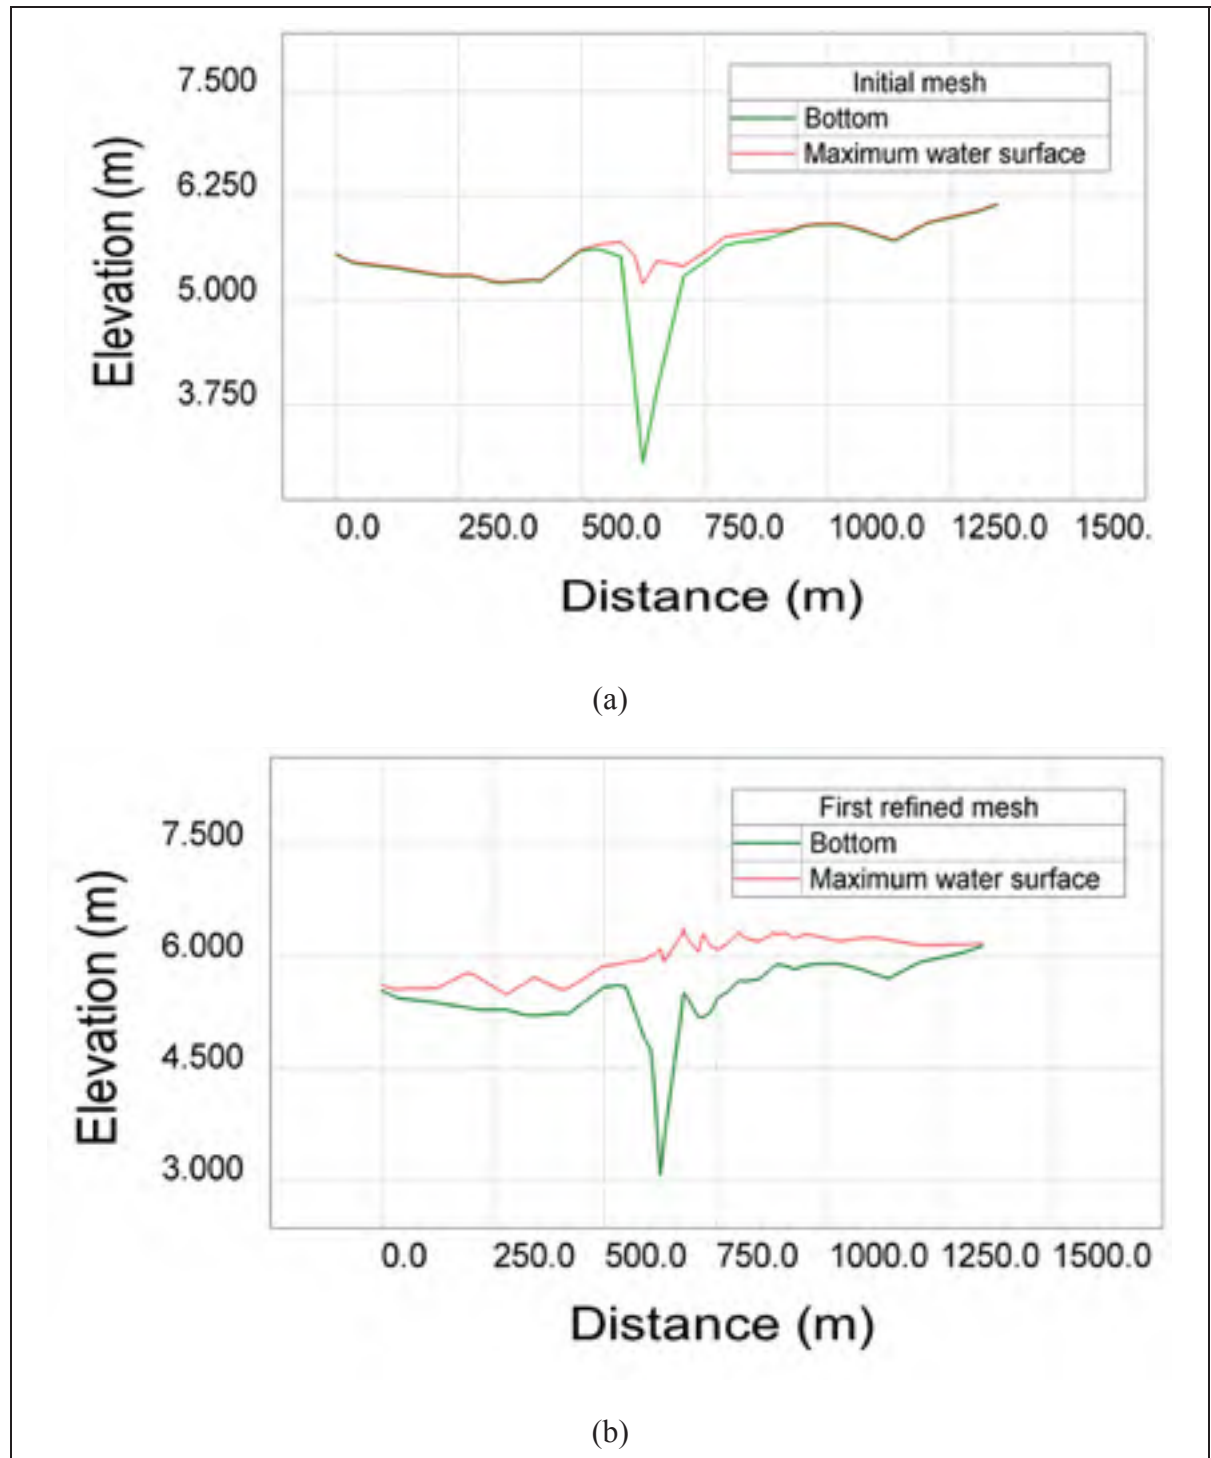 7.500
6.250
5.000
3.750
Elevation (m)
Initial mesh
Bottom
Maximum water surface
0.0 250.0 500.0 750.0 1000.0 1250.0 1500.
Distance (m)
(a)
7.500
6.000
4.500
3.000
Elevation (m)
First refined mesh
Bottom
Maximum water surface
0.0 250.0 500.0 750.0 1000.0 1250.0 1500.0
Distance (m)
(b)